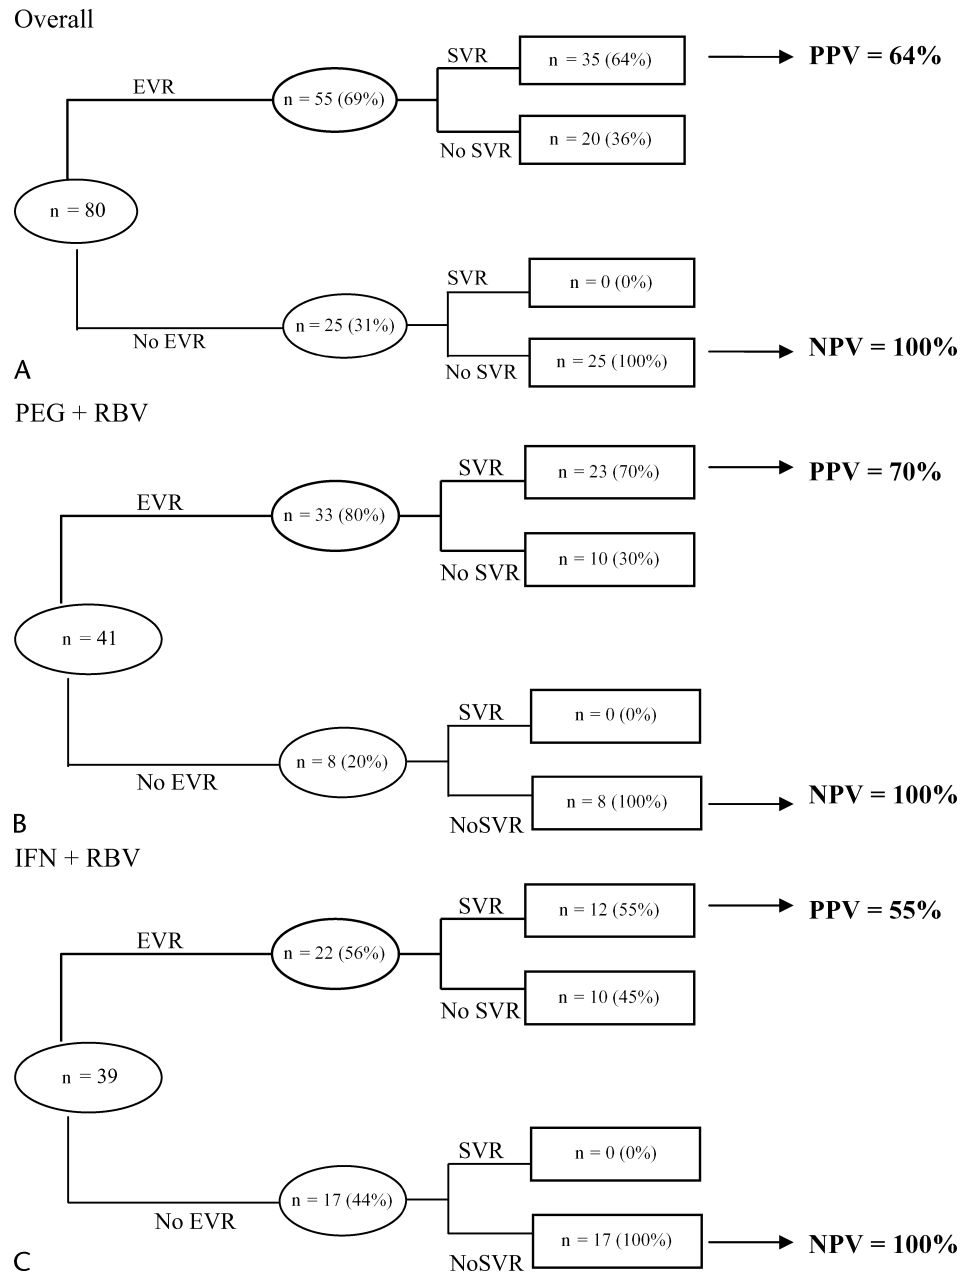 Overall
SVR
n = 35 (64%)
PPV = 64%
EVR
n = 55 (69%)
No SVR
n = 20 (36%)
n = 80
SVR
n = 0 (0%)
n = 25 (31%)
No EVR
No SVR
n = 25 (100%)
NPV = 100%
A
PEG + RBV
SVR
n = 23 (70%)
PPV = 70%
EVR
n = 33 (80%)
No SVR
n = 10 (30%)
n = 41
SVR
n = 0 (0%)
n = 8 (20%)
No EVR
NoSVR
n = 8 (100%)
NPV = 100%
B
IFN + RBV
SVR
n = 12 (55%)
PPV = 55%
EVR
n = 22 (56%)
No SVR
n = 10 (45%)
n = 39
SVR
n = 0 (0%)
n = 17 (44%)
No EVR
NoSVR
n = 17 (100%)
NPV = 100%
C